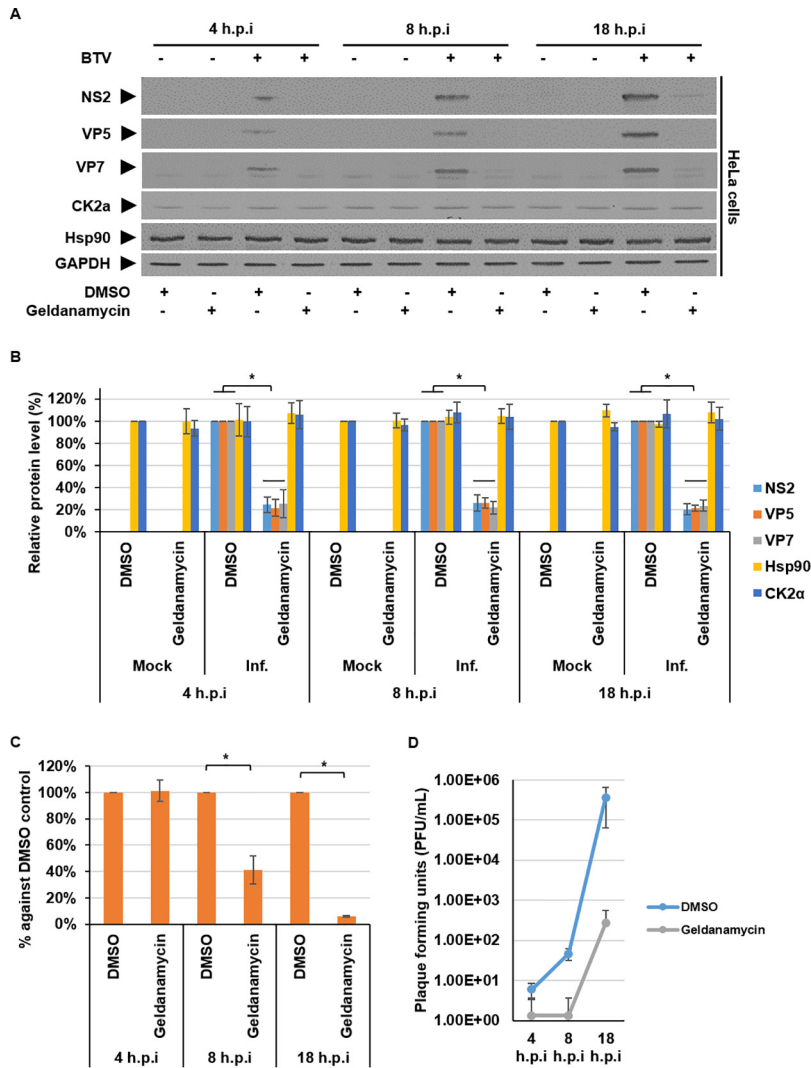 A
4 h.p.i 8 h.p.i 18 h.p.i
BTV - - + + - - + + - - + +
NS2
VP5
VP7
CK2a
Hsp90
GAPDH
HeLa cells
DMSO + - + - + - + - + - + -
Geldanamycin - + - + - + - + - + - +
B
* * *
120%
100%
80%
60%
40%
20%
0%
Relative protein level (%)
NS2
VP5
VP7
Hsp90
CK2α
DMSO Geldanamycin DMSO Geldanamycin DMSO Geldanamycin DMSO Geldanamycin DMSO Geldanamycin DMSO Geldanamycin
Mock Inf. Mock Inf. Mock Inf.
4 h.p.i 8 h.p.i 18 h.p.i
C
* *
120%
100%
80%
60%
40%
20%
0%
% against DMSO control
DMSO Geldanamycin DMSO Geldanamycin DMSO Geldanamycin
4 h.p.i 8 h.p.i 18 h.p.i
D
1.00E+06
1.00E+05
1.00E+04
1.00E+03
1.00E+02
1.00E+01
1.00E+00
Plaque forming units (PFU/mL)
DMSO
Geldanamycin
4 8 18
h.p.i h.p.i h.p.i